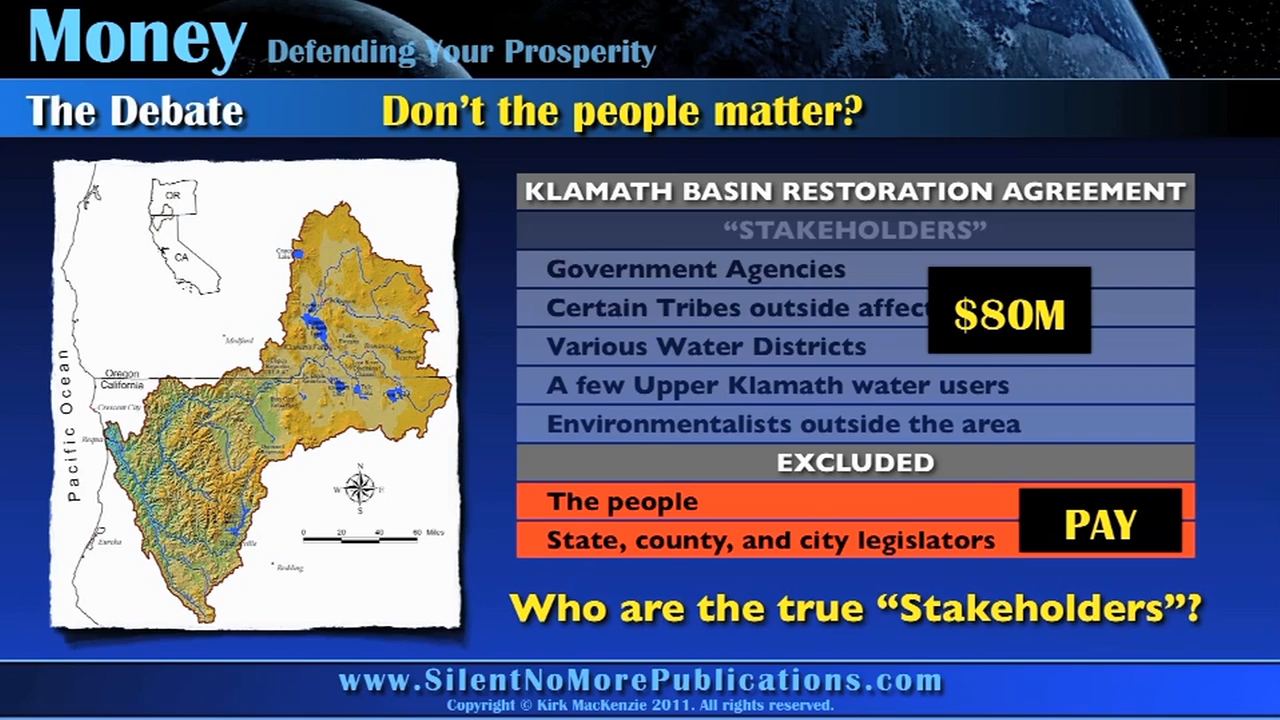 Money Defending Your Prosperity
The Debate Don't the people matter?
OR
CA
Medford
Oregon
California
Crescent City
Requa
Pacific Ocean
Eureka
Redding
N
W E
S
0 20 40 60 Miles
KLAMATH BASIN RESTORATION AGREEMENT
“STAKEHOLDERS”
Government Agencies
Certain Tribes outside affect
$80M
Various Water Districts
A few Upper Klamath water users
Environmentalists outside the area
EXCLUDED
The people
State, county, and city legislators
PAY
Who are the true “Stakeholders”?
www.SilentNoMorePublications.com
Copyright © Kirk MacKenzie 2011. All rights reserved.